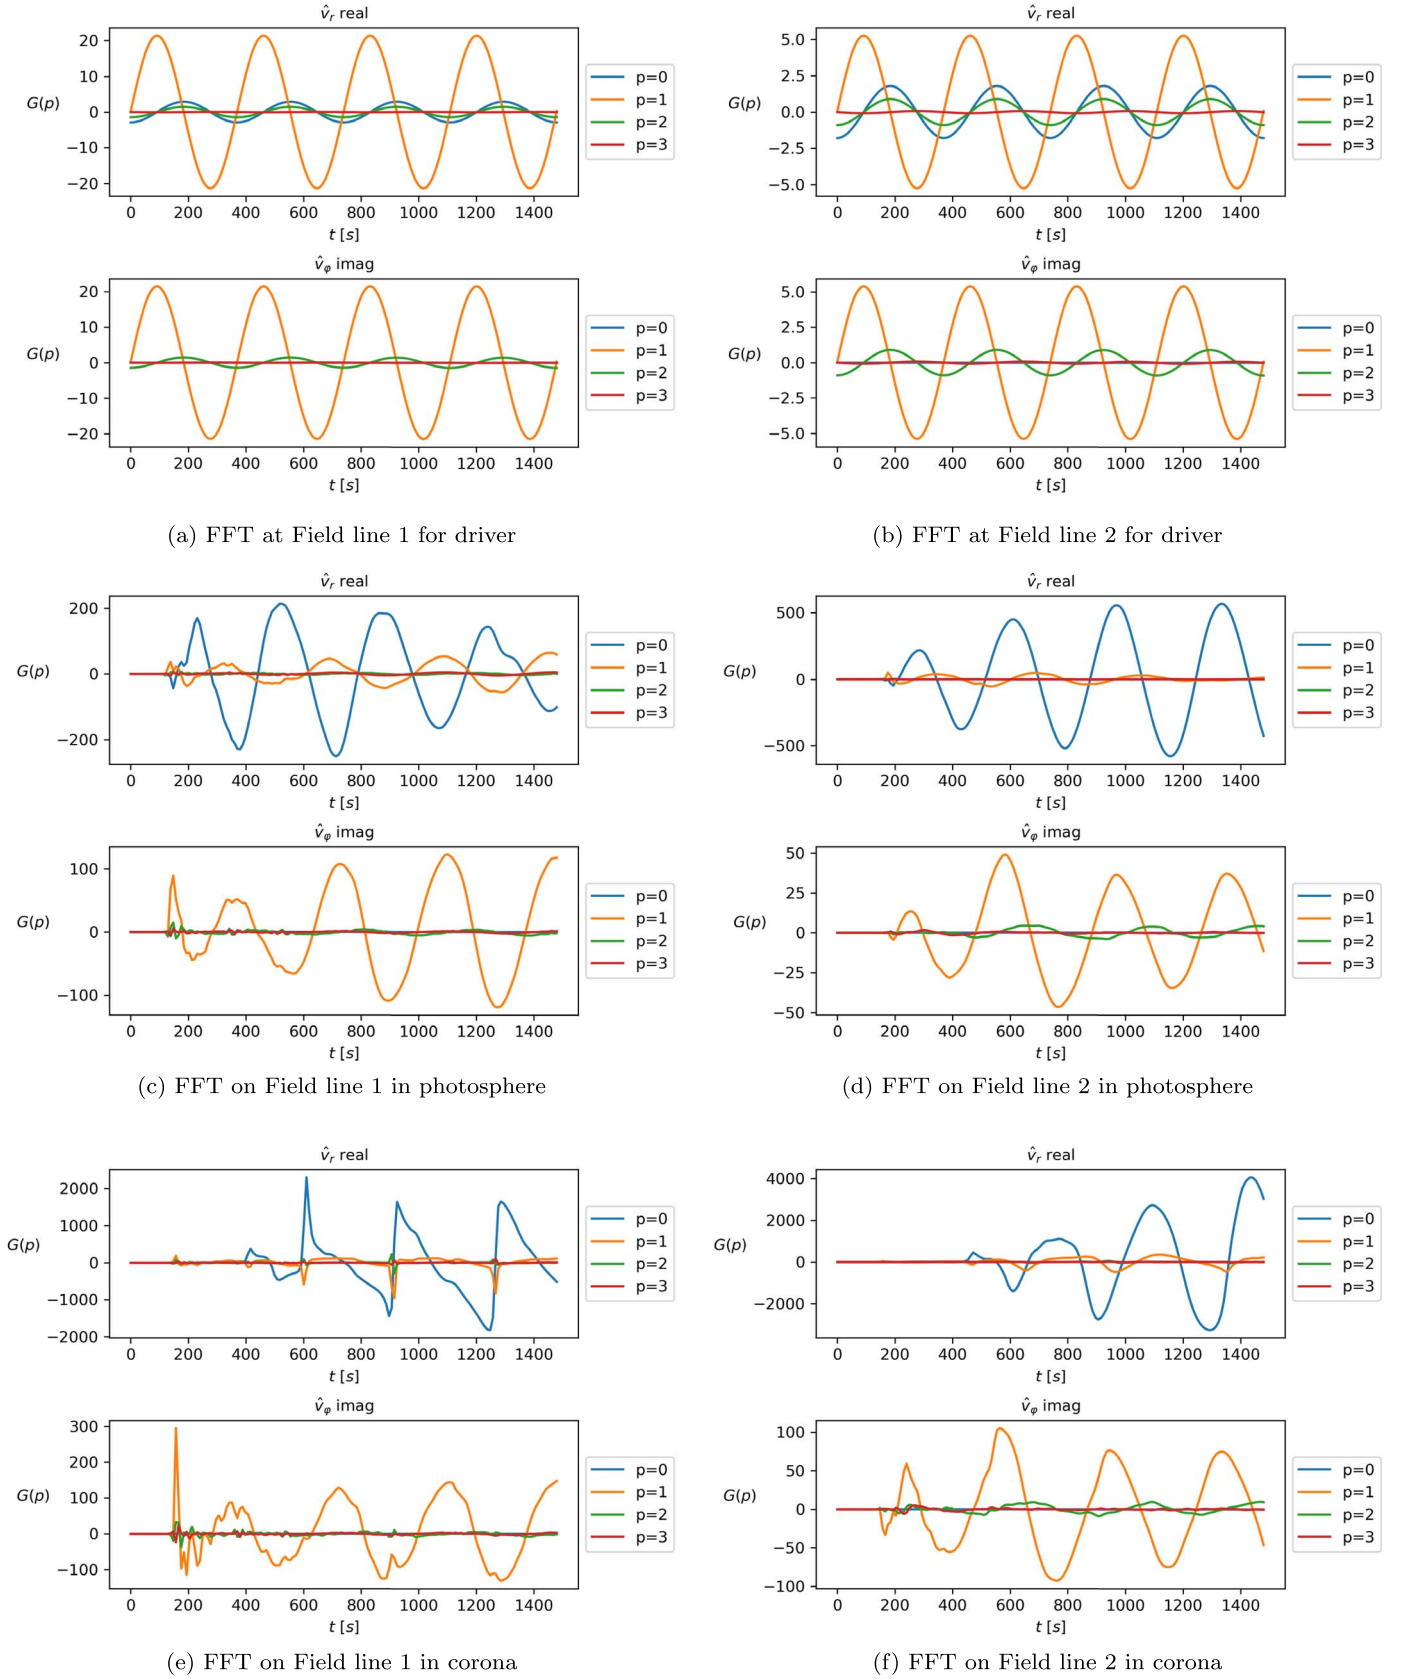 v̂r real
G(p)
20
10
0
−10
−20
0 200 400 600 800 1000 1200 1400
t [s]
p=0
p=1
p=2
p=3
v̂φ imag
G(p)
20
10
0
−10
−20
0 200 400 600 800 1000 1200 1400
t [s]
p=0
p=1
p=2
p=3
(a) FFT at Field line 1 for driver
v̂r real
G(p)
5.0
2.5
0.0
−2.5
−5.0
0 200 400 600 800 1000 1200 1400
t [s]
p=0
p=1
p=2
p=3
v̂φ imag
G(p)
5.0
2.5
0.0
−2.5
−5.0
0 200 400 600 800 1000 1200 1400
t [s]
p=0
p=1
p=2
p=3
(b) FFT at Field line 2 for driver
v̂r real
G(p)
200
0
−200
0 200 400 600 800 1000 1200 1400
t [s]
p=0
p=1
p=2
p=3
v̂φ imag
G(p)
100
0
−100
0 200 400 600 800 1000 1200 1400
t [s]
p=0
p=1
p=2
p=3
(c) FFT on Field line 1 in photosphere
v̂r real
G(p)
500
0
−500
0 200 400 600 800 1000 1200 1400
t [s]
p=0
p=1
p=2
p=3
v̂φ imag
G(p)
50
25
0
−25
−50
0 200 400 600 800 1000 1200 1400
t [s]
p=0
p=1
p=2
p=3
(d) FFT on Field line 2 in photosphere
v̂r real
G(p)
2000
1000
0
−1000
−2000
0 200 400 600 800 1000 1200 1400
t [s]
p=0
p=1
p=2
p=3
v̂φ imag
G(p)
300
200
100
0
−100
0 200 400 600 800 1000 1200 1400
t [s]
p=0
p=1
p=2
p=3
(e) FFT on Field line 1 in corona
v̂r real
G(p)
4000
2000
0
−2000
0 200 400 600 800 1000 1200 1400
t [s]
p=0
p=1
p=2
p=3
v̂φ imag
G(p)
100
50
0
−50
−100
0 200 400 600 800 1000 1200 1400
t [s]
p=0
p=1
p=2
p=3
(f) FFT on Field line 2 in corona